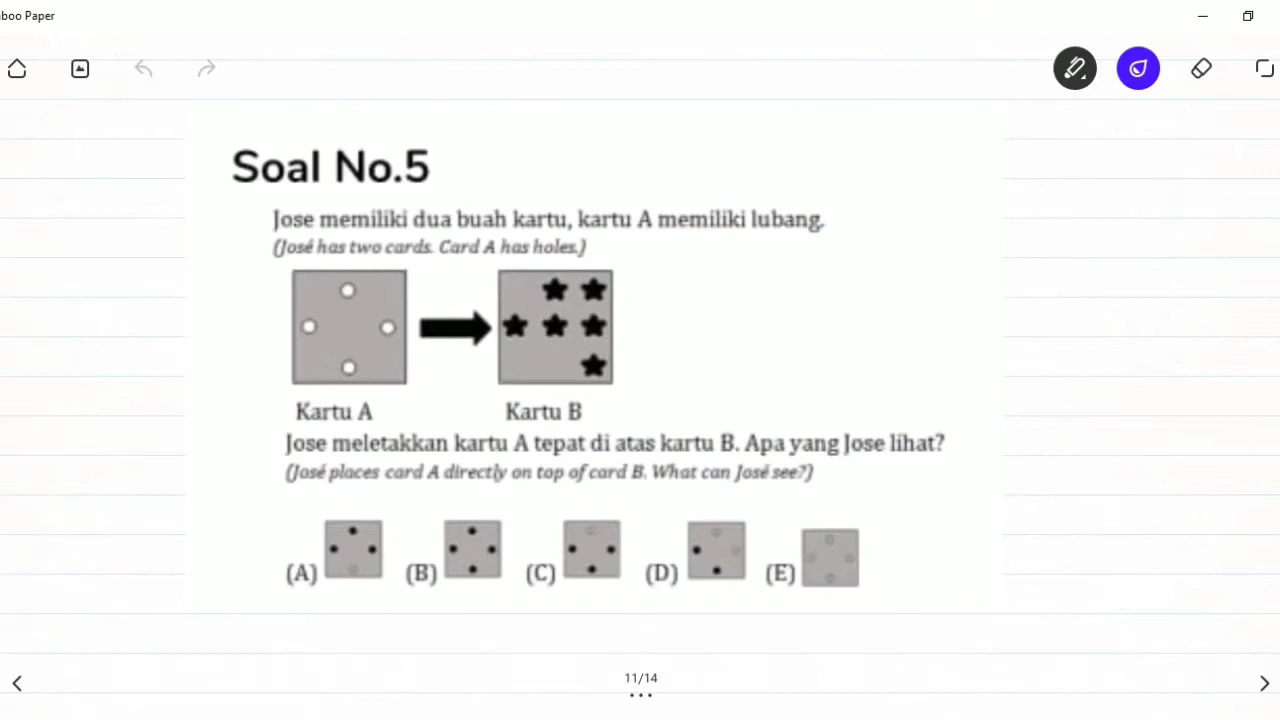 boo Paper
Soal No.5
Jose memiliki dua buah kartu, kartu A memiliki lubang.
(José has two cards. Card A has holes.)
Kartu A
Kartu B
Jose meletakkan kartu A tepat di atas kartu B. Apa yang Jose lihat?
(José places card A directly on top of card B. What can José see?)
(A) (B) (C) (D) (E)
11/14